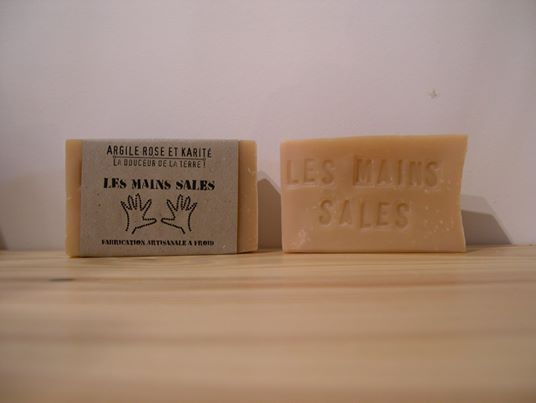 ARGILE ROSE ET KARITÉ
LA DOUCEUR DE LA TERRE!
LES MAINS SALES
FABRICATION ARTISANALE A FROID
LES MAINS
SALES